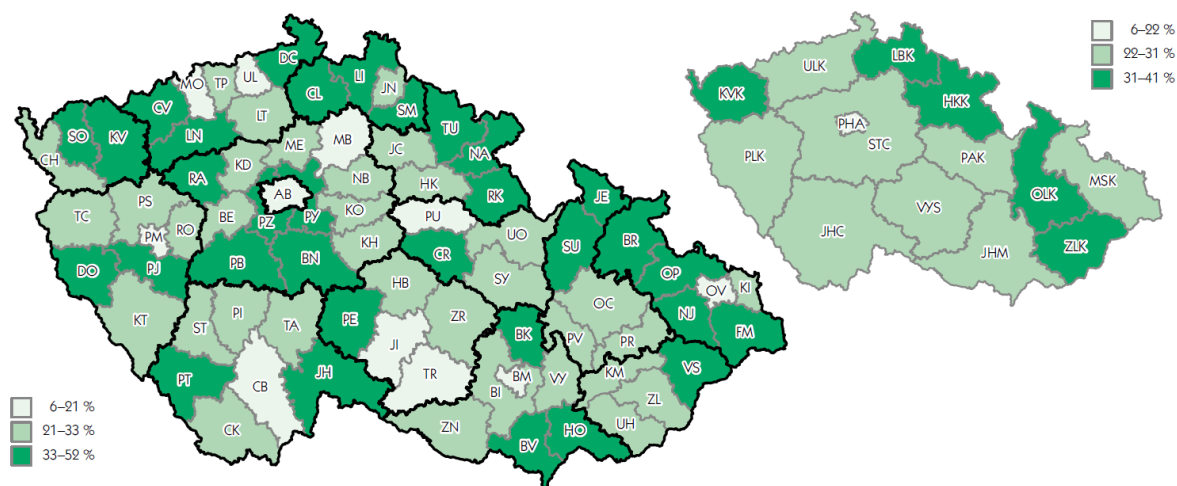 DC
UL
MO
TP
LI
CL
JN
CV
LT
SM
TU
SO
KV
LN
MB
ME
JC
NA
CH
KD
RA
NB
HK
AB
RK
JE
PS
BE
KO
TC
PZ
PY
PU
RO
UO
PM
KH
SU
BR
CR
DO
PJ
PB
BN
SY
OP
HB
OV
KI
OC
KT
ST
PI
TA
PE
ZR
NJ
BK
FM
JI
PV
PR
PT
CB
JH
TR
BM
VY
KM
VS
BI
ZL
CK
ZN
UH
BV
HO
6–21 %
21–33 %
33–52 %
6–22 %
22–31 %
31–41 %
LBK
ULK
KVK
HKK
PHA
STC
PLK
PAK
MSK
OLK
VYS
JHC
JHM
ZLK